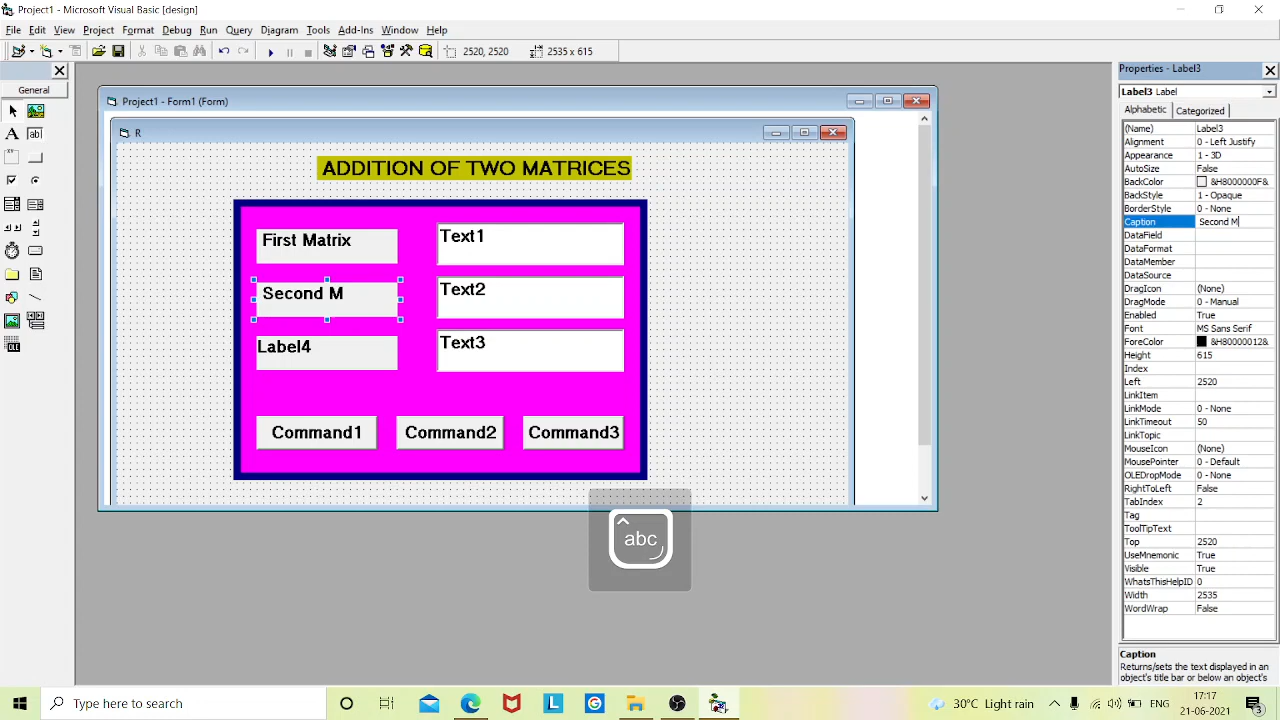 Project1 - Microsoft Visual Basic [design]
File Edit View Project Format Debug Run Query Diagram Tools Add-Ins Window Help
2520, 2520 2535 x 615
General
Project1 - Form1 (Form)
R
ADDITION OF TWO MATRICES
First Matrix Text1
Second M Text2
Label4 Text3
Command1 Command2 Command3
abc
Properties - Label3
Label3 Label
Alphabetic Categorized
(Name) Label3
Alignment 0 - Left Justify
Appearance 1 - 3D
AutoSize False
BackColor &H8000000F&
BackStyle 1 - Opaque
BorderStyle 0 - None
Caption Second M
DataField
DataFormat
DataMember
DataSource
DragIcon (None)
DragMode 0 - Manual
Enabled True
Font MS Sans Serif
ForeColor &H80000012&
Height 615
Index
Left 2520
LinkItem
LinkMode 0 - None
LinkTimeout 50
LinkTopic
MouseIcon (None)
MousePointer 0 - Default
OLEDropMode 0 - None
RightToLeft False
TabIndex 2
Tag
ToolTipText
Top 2520
UseMnemonic True
Visible True
WhatsThisHelpID 0
Width 2535
WordWrap False
Caption
Returns/sets the text displayed in an
object's title bar or below an object's
Type here to search
30°C Light rain
ENG
17:17
21-06-2021
3